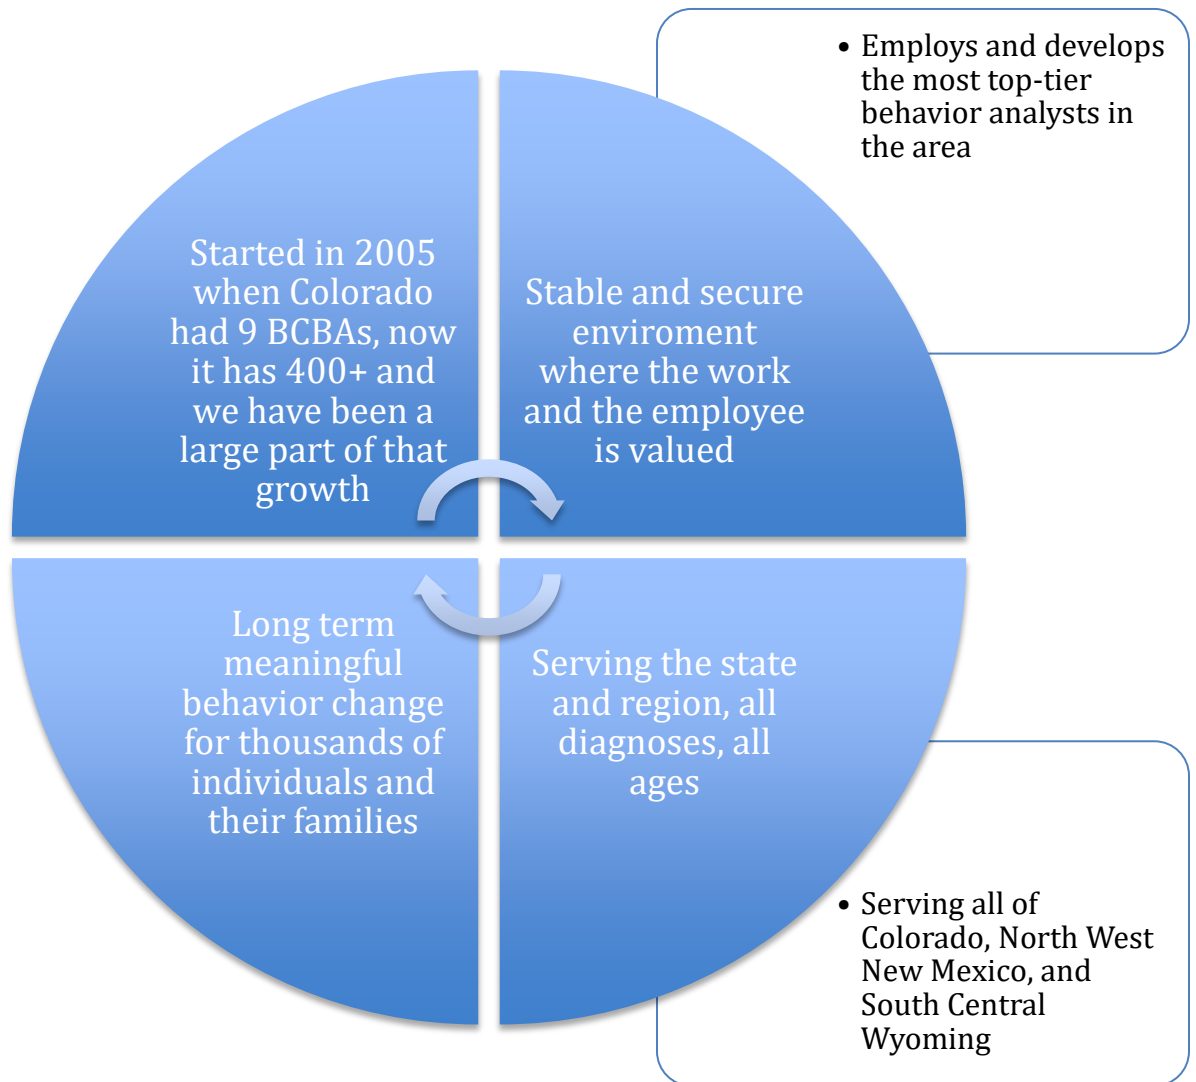 Started in 2005
when Colorado
had 9 BCBAs, now
it has 400+ and
we have been a
large part of that
growth
Stable and secure
enviroment
where the work
and the employee
is valued
• Employs and develops
the most top-tier
behavior analysts in
the area
Long term
meaningful
behavior change
for thousands of
individuals and
their families
Serving the state
and region, all
diagnoses, all
ages
• Serving all of
Colorado, North West
New Mexico, and
South Central
Wyoming